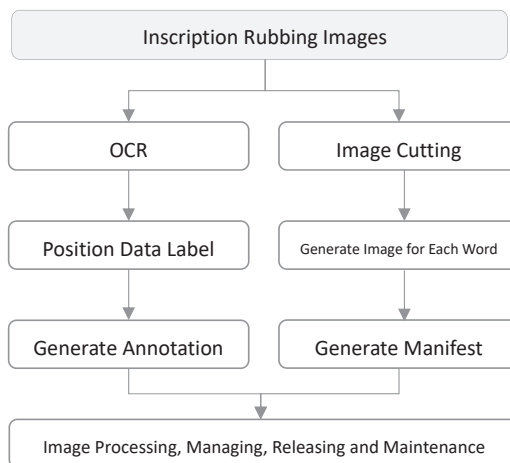 Inscription Rubbing Images
OCR
Image Cutting
Position Data Label
Generate Image for Each Word
Generate Annotation
Generate Manifest
Image Processing, Managing, Releasing and Maintenance